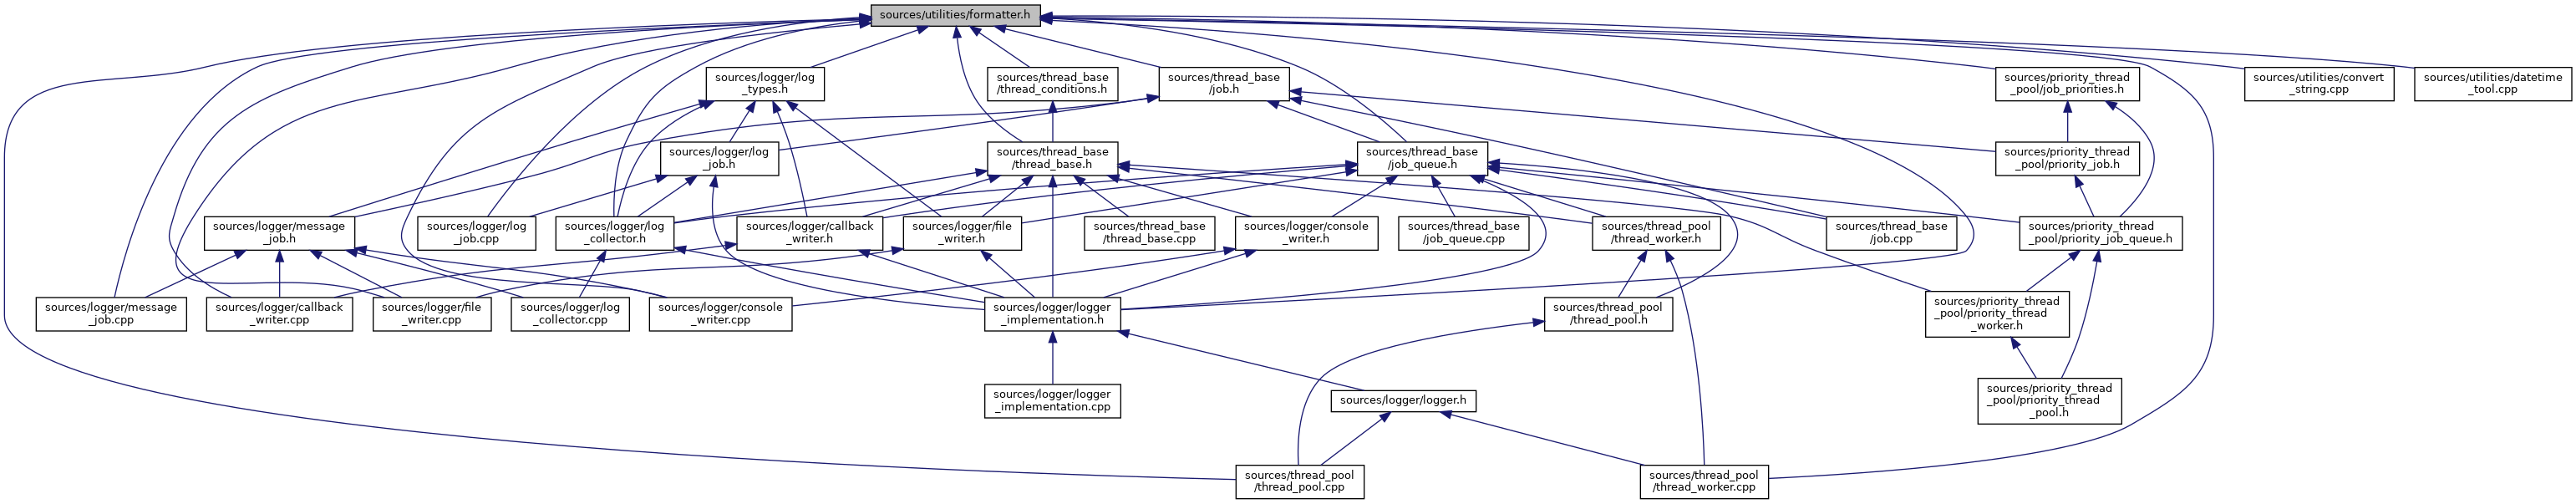 sources/utilities/formatter.h
sources/logger/log
_types.h
sources/thread_base
/thread_conditions.h
sources/thread_base
/job.h
sources/priority_thread
_pool/job_priorities.h
sources/utilities/convert
_string.cpp
sources/utilities/datetime
_tool.cpp
sources/logger/log
_job.h
sources/thread_base
/thread_base.h
sources/thread_base
/job_queue.h
sources/priority_thread
_pool/priority_job.h
sources/logger/message
_job.h
sources/logger/log
_job.cpp
sources/logger/log
_collector.h
sources/logger/callback
_writer.h
sources/logger/file
_writer.h
sources/thread_base
/thread_base.cpp
sources/logger/console
_writer.h
sources/thread_base
/job_queue.cpp
sources/thread_pool
/thread_worker.h
sources/thread_base
/job.cpp
sources/priority_thread
_pool/priority_job_queue.h
sources/logger/message
_job.cpp
sources/logger/callback
_writer.cpp
sources/logger/file
_writer.cpp
sources/logger/log
_collector.cpp
sources/logger/console
_writer.cpp
sources/logger/logger
_implementation.h
sources/thread_pool
/thread_pool.h
sources/priority_thread
_pool/priority_thread
_worker.h
sources/logger/logger
_implementation.cpp
sources/logger/logger.h
sources/priority_thread
_pool/priority_thread
_pool.h
sources/thread_pool
/thread_pool.cpp
sources/thread_pool
/thread_worker.cpp